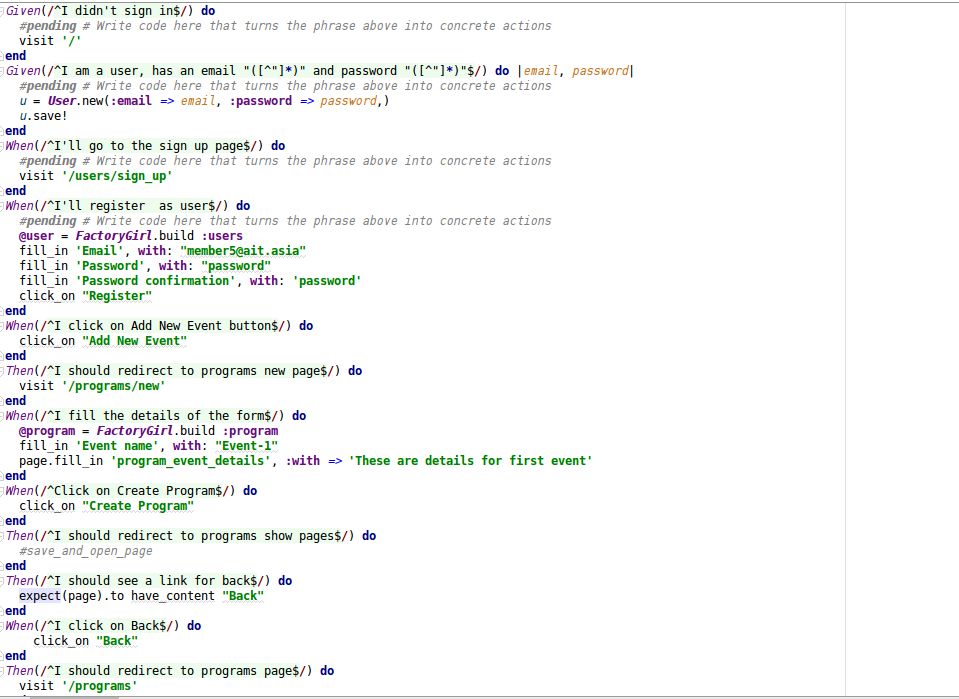 Given(/^I didn't sign in$/) do
  #pending # Write code here that turns the phrase above into concrete actions
  visit '/'
end
Given(/^I am a user, has an email "([^"]*)" and password "([^"]*)"$/) do |email, password|
  #pending # Write code here that turns the phrase above into concrete actions
  u = User.new(:email => email, :password => password,)
  u.save!
end
When(/^I'll go to the sign up page$/) do
  #pending # Write code here that turns the phrase above into concrete actions
  visit '/users/sign_up'
end
When(/^I'll register  as user$/) do
  #pending # Write code here that turns the phrase above into concrete actions
  @user = FactoryGirl.build :users
  fill_in 'Email', with: "member5@ait.asia"
  fill_in 'Password', with: "password"
  fill_in 'Password confirmation', with: 'password'
  click_on "Register"
end
When(/^I click on Add New Event button$/) do
  click_on "Add New Event"
end
Then(/^I should redirect to programs new page$/) do
  visit '/programs/new'
end
When(/^I fill the details of the form$/) do
  @program = FactoryGirl.build :program
  fill_in 'Event name', with: "Event-1"
  page.fill_in 'program_event_details', :with => 'These are details for first event'
end
When(/^Click on Create Program$/) do
  click_on "Create Program"
end
Then(/^I should redirect to programs show pages$/) do
  #save_and_open_page
end
Then(/^I should see a link for back$/) do
  expect(page).to have_content "Back"
end
When(/^I click on Back$/) do
    click_on "Back"
end
Then(/^I should redirect to programs page$/) do
  visit '/programs'